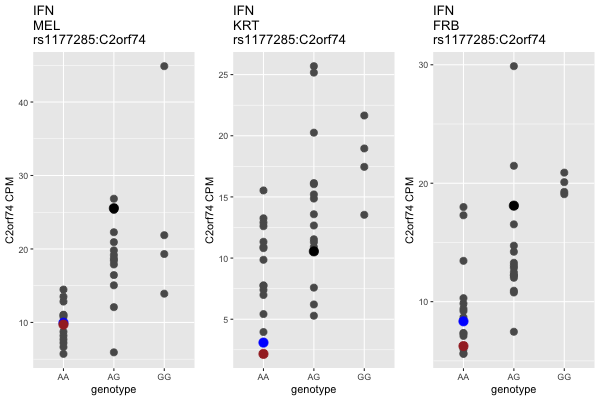 IFN
MEL
rs1177285:C2orf74
C2orf74 CPM
40
30
20
10
AA AG GG
genotype
IFN
KRT
rs1177285:C2orf74
C2orf74 CPM
25
20
15
10
5
AA AG GG
genotype
IFN
FRB
rs1177285:C2orf74
C2orf74 CPM
30
20
10
AA AG GG
genotype